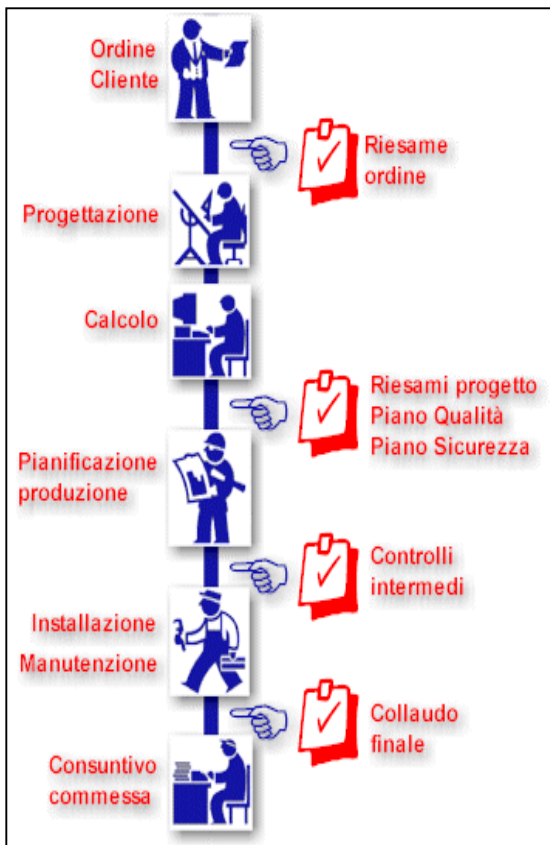 Ordine
Cliente
Riesame
ordine
Progettazione
Calcolo
Riesami progetto
Piano Qualità
Piano Sicurezza
Pianificazione
produzione
Controlli
intermedi
Installazione
Manutenzione
Collaudo
finale
Consuntivo
commessa